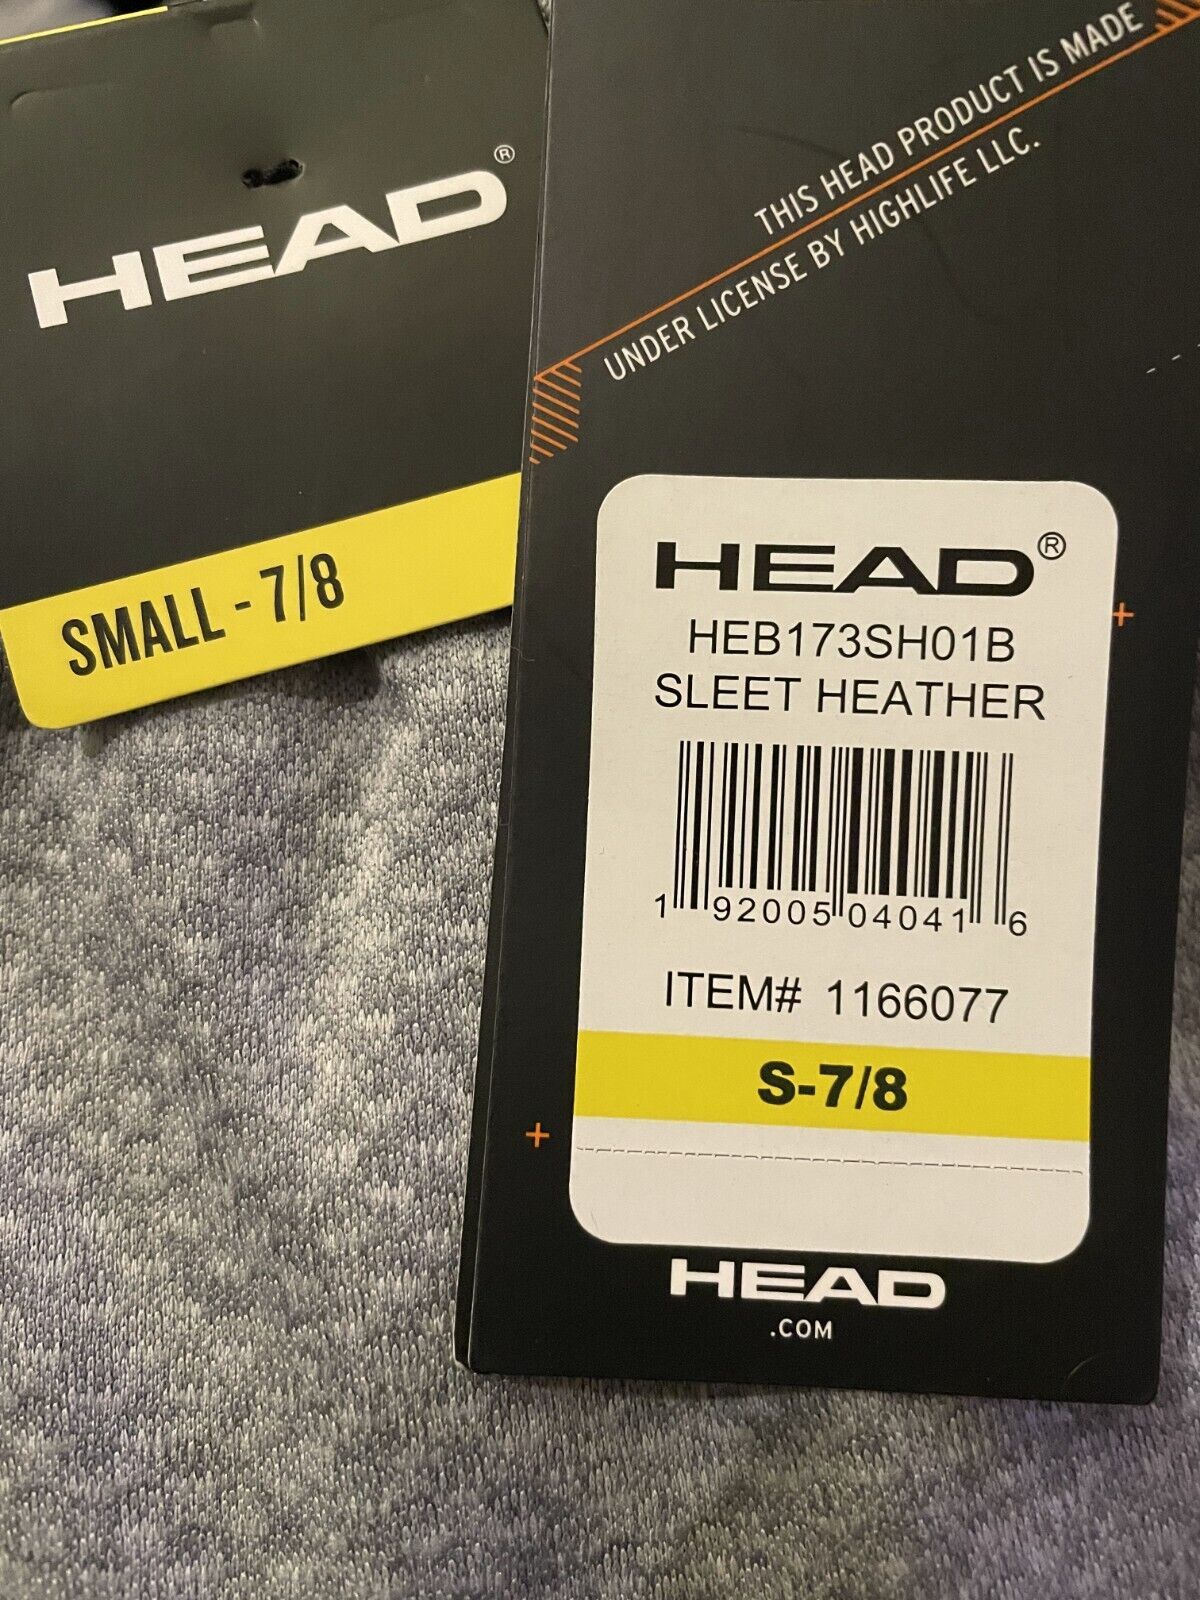 HEAD®
SMALL - 7/8
THIS HEAD PRODUCT IS MADE
UNDER LICENSE BY HIGHLIFE LLC.
HEAD®
HEB173SH01B
SLEET HEATHER
1 92005 04041 6
ITEM# 1166077
S-7/8
HEAD
.COM